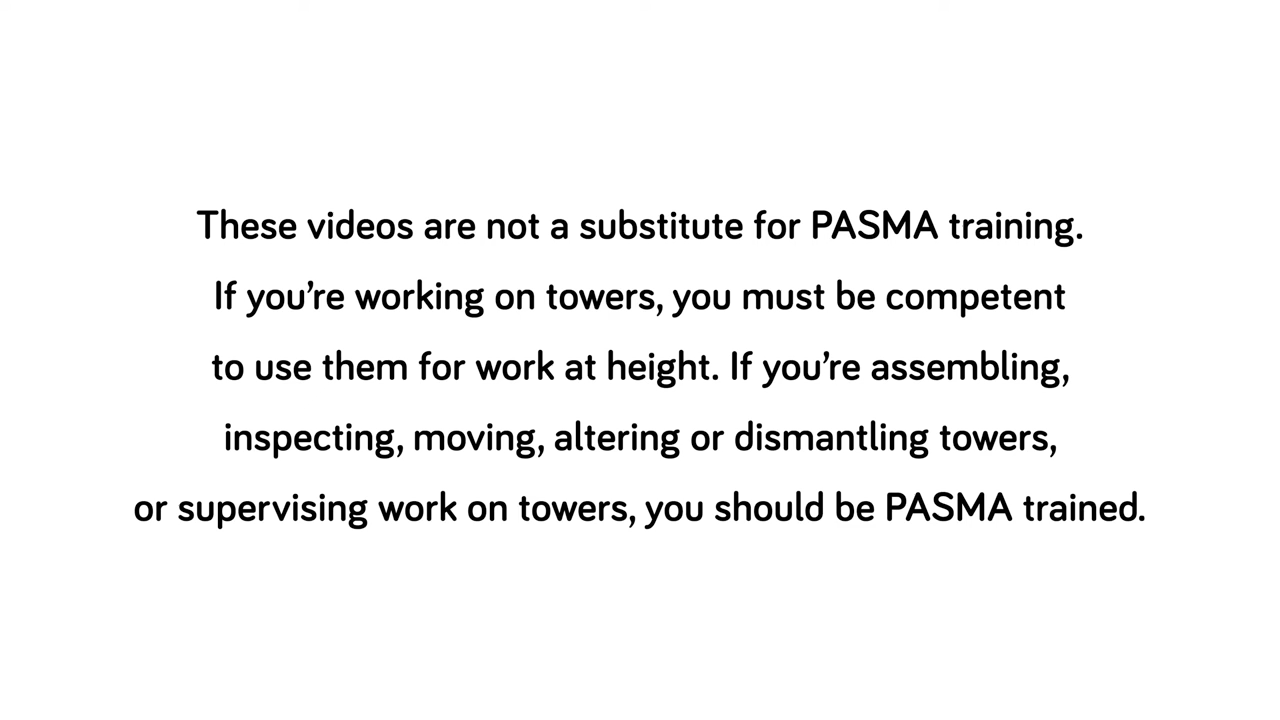 These videos are not a substitute for PASMA training.
If you’re working on towers, you must be competent
to use them for work at height. If you’re assembling,
inspecting, moving, altering or dismantling towers,
or supervising work on towers, you should be PASMA trained.